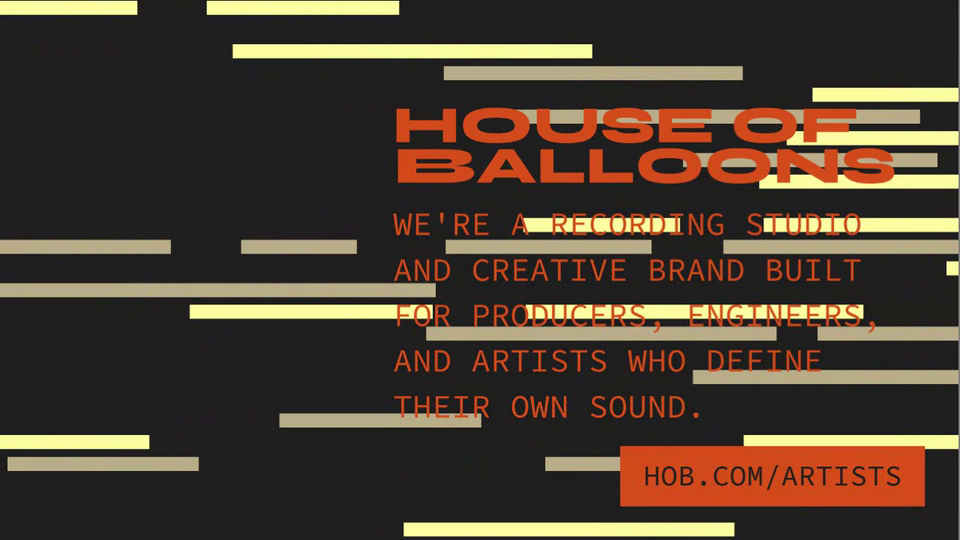 HOUSE OF
BALLOONS
WE'RE A RECORDING STUDIO
AND CREATIVE BRAND BUILT
FOR PRODUCERS, ENGINEERS,
AND ARTISTS WHO DEFINE
THEIR OWN SOUND.
HOB.COM/ARTISTS